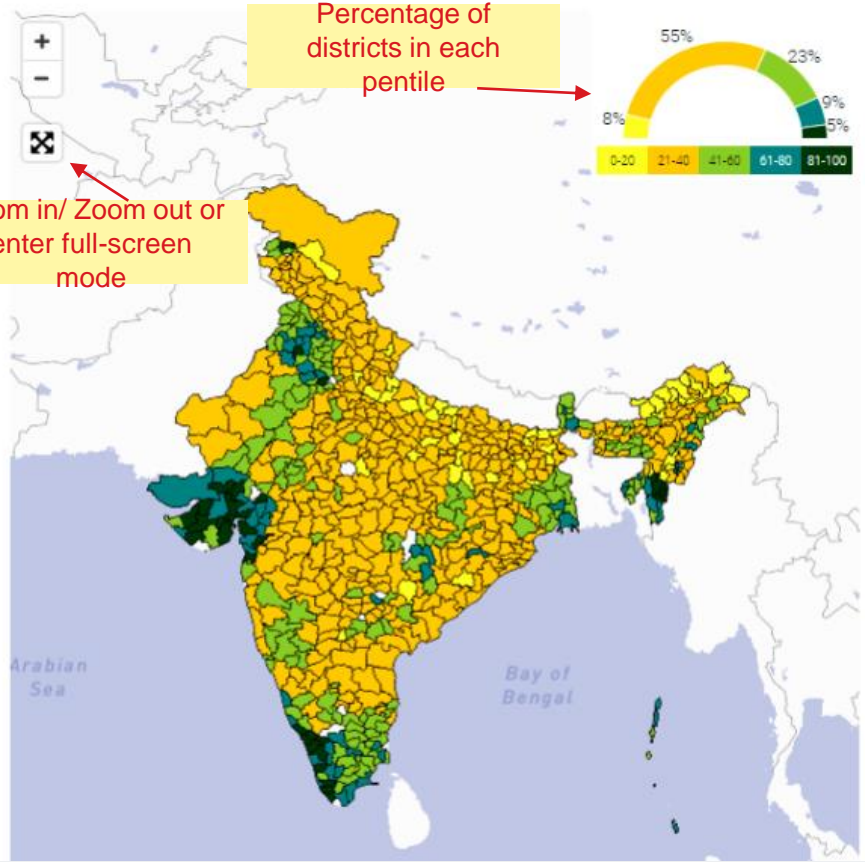 Percentage of
districts in each
pentile
+
−
55%
23%
9%
8%
5%
0-20 21-40 41-60 61-80 81-100
om in/ Zoom out or
enter full-screen
mode
Arabian
Sea
Bay of
Bengal